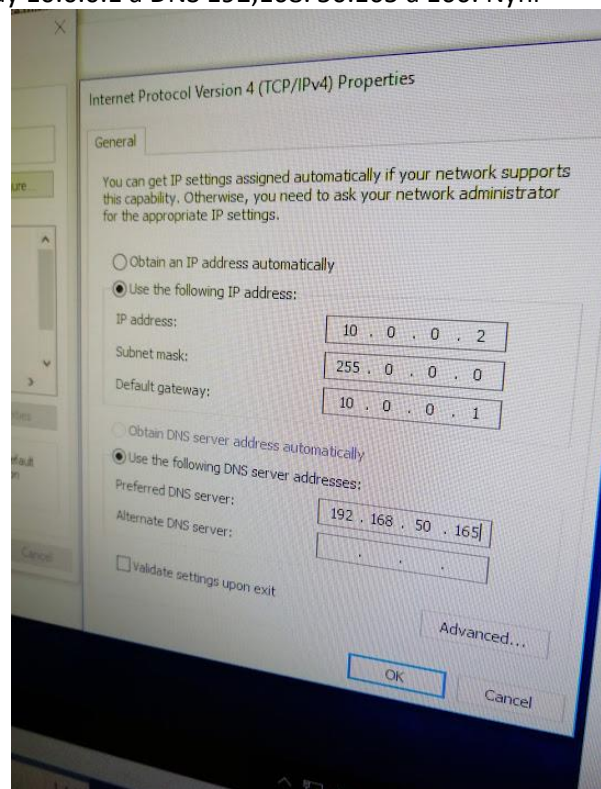 Internet Protocol Version 4 (TCP/IPv4) Properties
General
You can get IP settings assigned automatically if your network supports
this capability. Otherwise, you need to ask your network administrator
for the appropriate IP settings.
Obtain an IP address automatically
Use the following IP address:
IP address: 10 . 0 . 0 . 2
Subnet mask: 255 . 0 . 0 . 0
Default gateway: 10 . 0 . 0 . 1
Obtain DNS server address automatically
Use the following DNS server addresses:
Preferred DNS server: 192 . 168 . 50 . 165
Alternate DNS server: . . .
Validate settings upon exit
Advanced...
OK
Cancel
Cancel